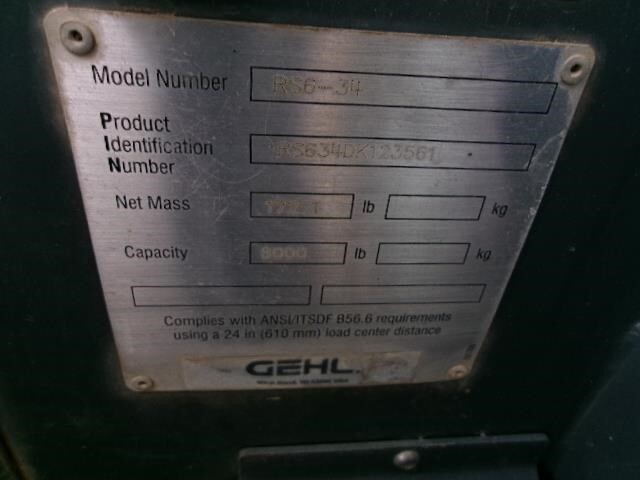 Model Number RS6-34
Product
Identification RS634DK123561
Number
Net Mass lb kg
Capacity 6000 lb kg
Complies with ANSI/ITSDF B56.6 requirements
using a 24 in (610 mm) load center distance
GEHL